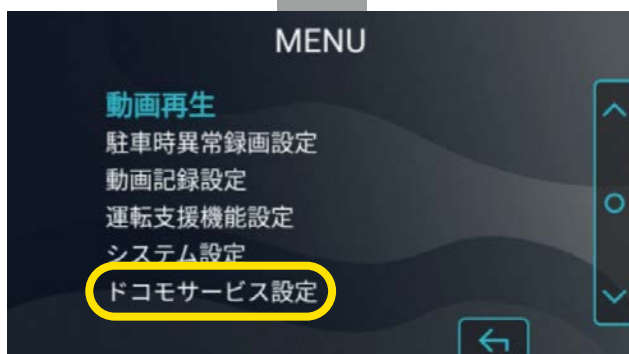 MENU
動画再生
駐車時異常録画設定
動画記録設定
運転支援機能設定
システム設定
ドコモサービス設定